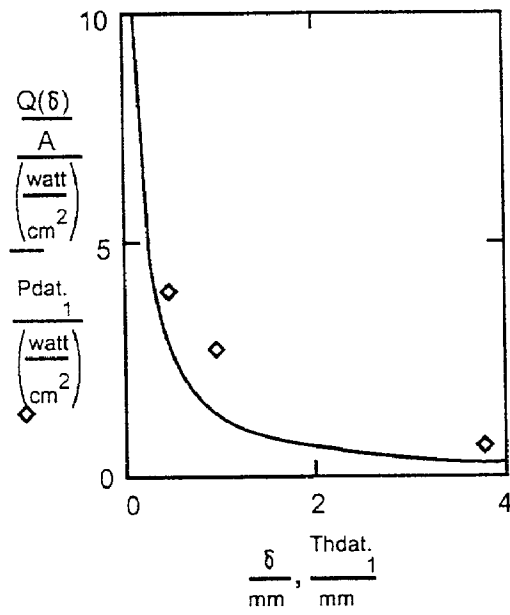 10
Q(δ)
A
(watt
cm²)
5
Pdat.₁
(watt
cm²)
0
0 2 4
δ , Thdat.₁
mm mm